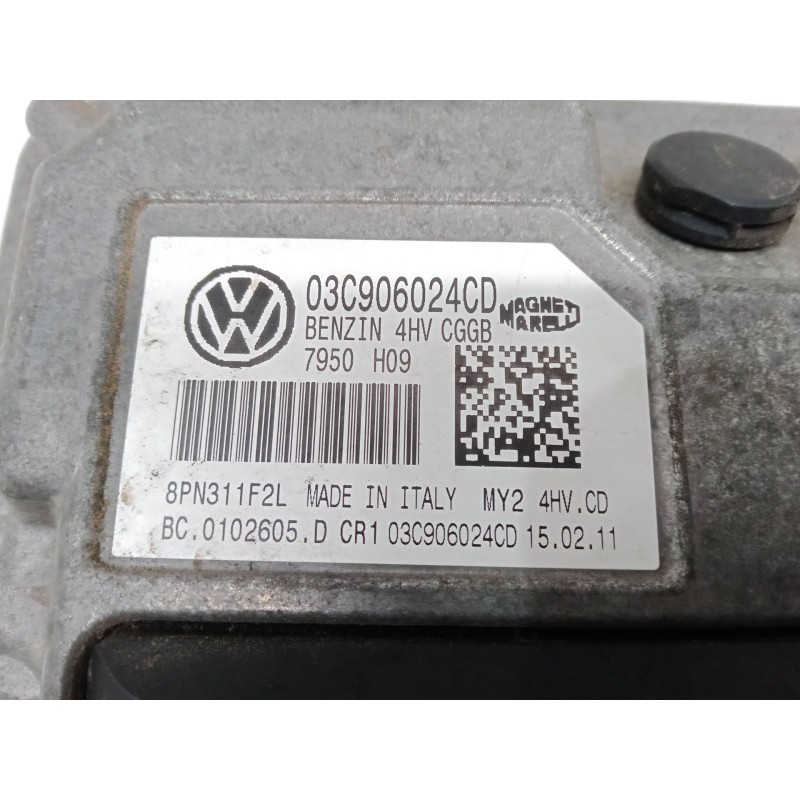 03C906024CD
MAGNETI
MARELLI
BENZIN 4HV CGGB
7950 H09
8PN311F2L MADE IN ITALY MY2 4HV.CD
BC.0102605.D CR1 03C906024CD 15.02.11